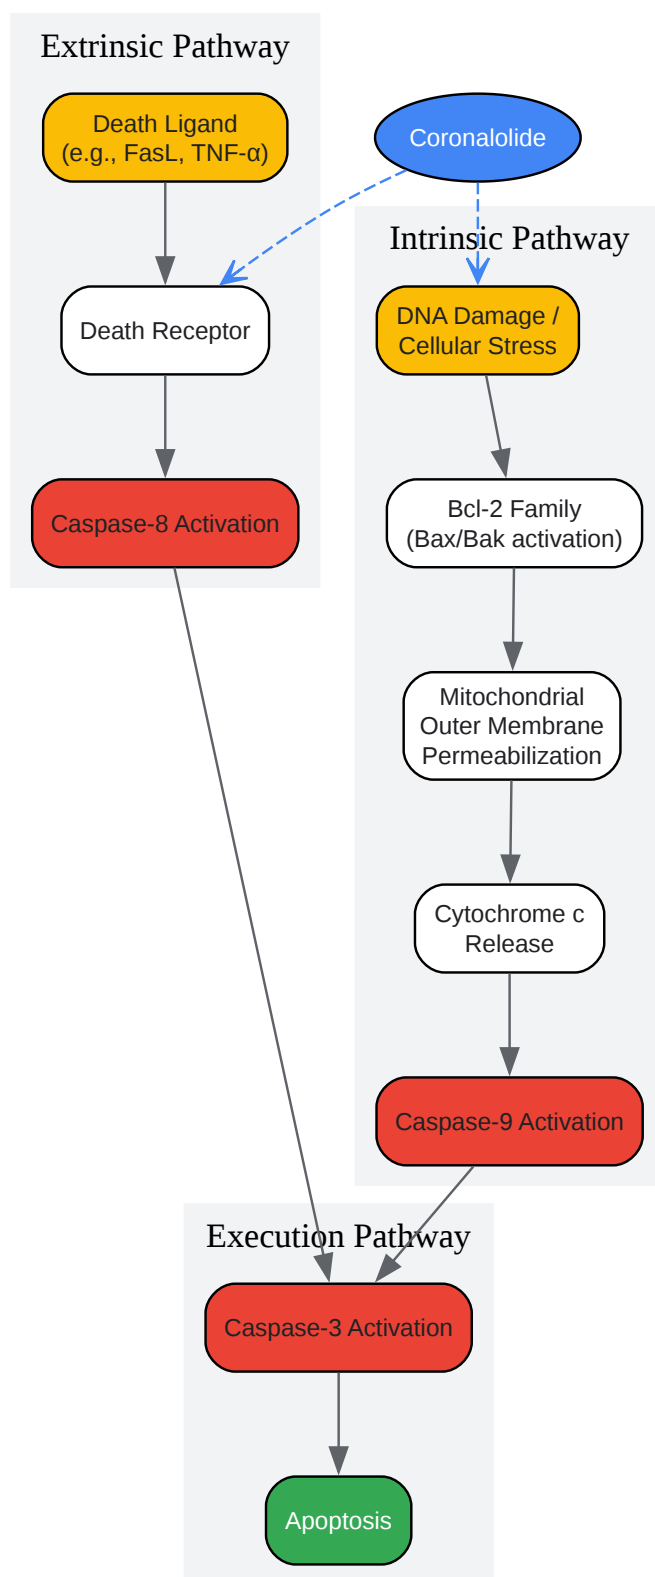 Extrinsic Pathway
Death Ligand
(e.g., FasL, TNF-α)
Coronalolide
Intrinsic Pathway
Death Receptor
DNA Damage /
Cellular Stress
Caspase-8 Activation
Bcl-2 Family
(Bax/Bak activation)
Mitochondrial
Outer Membrane
Permeabilization
Cytochrome c
Release
Caspase-9 Activation
Execution Pathway
Caspase-3 Activation
Apoptosis